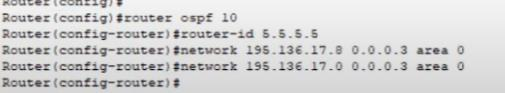 Router(config)#
Router(config)#router ospf 10
Router(config-router)#router-id 5.5.5.5
Router(config-router)#network 195.136.17.8 0.0.0.3 area 0
Router(config-router)#network 195.136.17.0 0.0.0.3 area 0
Router(config-router)#